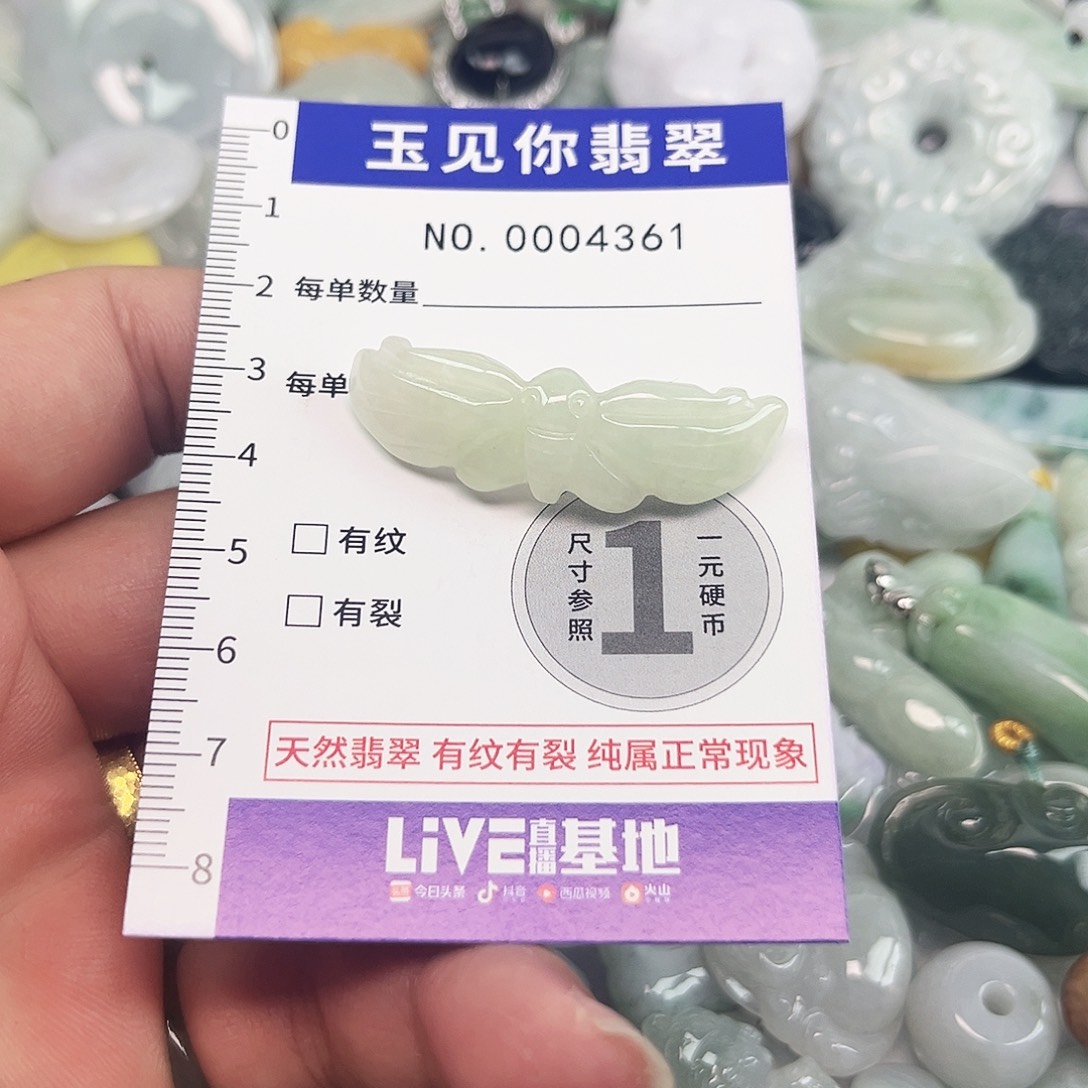 玉见你翡翠
NO. 0004361
每单数量
每单
有纹
有裂
尺寸参照
1
一元硬币
天然翡翠 有纹有裂 纯属正常现象
LiVE直播基地
今日头条 抖音 西瓜视频 火山
0
1
2
3
4
5
6
7
8